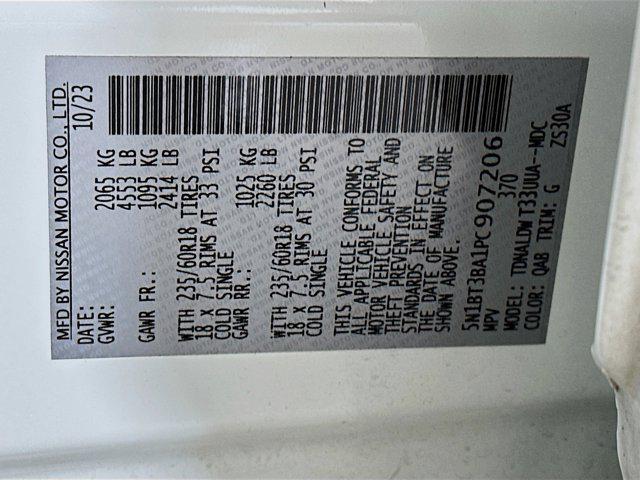 MFD BY NISSAN MOTOR CO., LTD.
DATE: 10/23
GVWR: 2065 KG
4553 LB
GAWR FR.: 1095 KG
2414 LB
WITH 235/60R18 TIRES
18 X 7.5 RIMS AT 33 PSI
COLD SINGLE
GAWR RR.: 1025 KG
2260 LB
WITH 235/60R18 TIRES
18 X 7.5 RIMS AT 30 PSI
COLD SINGLE
THIS VEHICLE CONFORMS TO
ALL APPLICABLE FEDERAL
MOTOR VEHICLE SAFETY AND
THEFT PREVENTION
STANDARDS IN EFFECT ON
THE DATE OF MANUFACTURE
SHOWN ABOVE.
5N1BT3BA1PC907206
MPV 370
MODEL: TDNALDW T33UUA--MDC
COLOR: QAB TRIM: G ZS30A